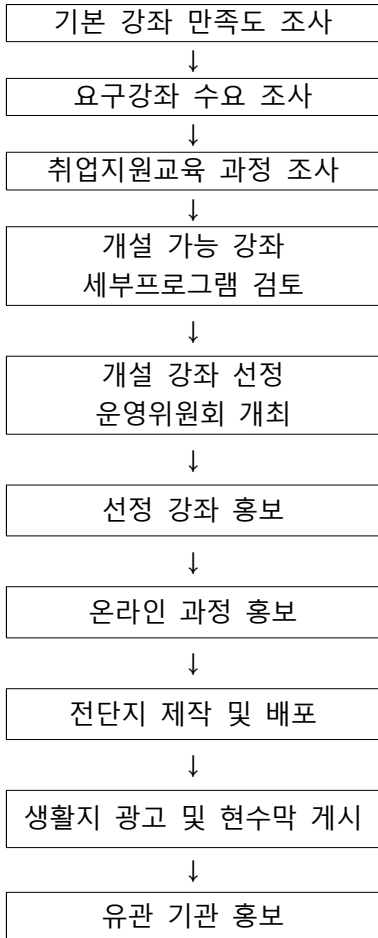 기본 강좌 만족도 조사
↓
요구강좌 수요 조사
↓
취업지원교육 과정 조사
↓
개설 가능 강좌
세부프로그램 검토
↓
개설 강좌 선정
운영위원회 개최
↓
선정 강좌 홍보
↓
온라인 과정 홍보
↓
전단지 제작 및 배포
↓
생활지 광고 및 현수막 게시
↓
유관 기관 홍보